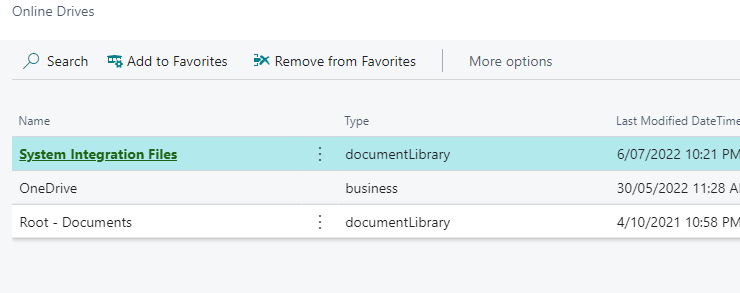 Online Drives
Search Add to Favorites Remove from Favorites More options
Name Type Last Modified DateTime
System Integration Files documentLibrary 6/07/2022 10:21 PM
OneDrive business 30/05/2022 11:28
Root - Documents documentLibrary 4/10/2021 10:58 PM